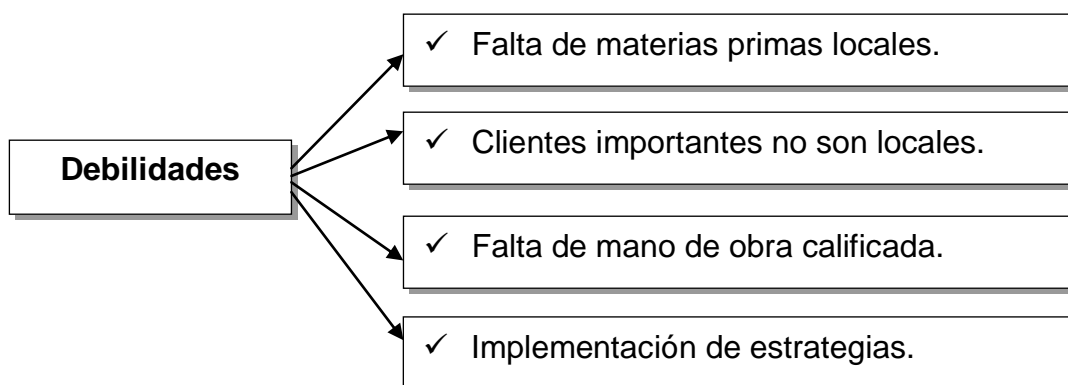 ✓ Falta de materias primas locales.
✓ Clientes importantes no son locales.
Debilidades
✓ Falta de mano de obra calificada.
✓ Implementación de estrategias.